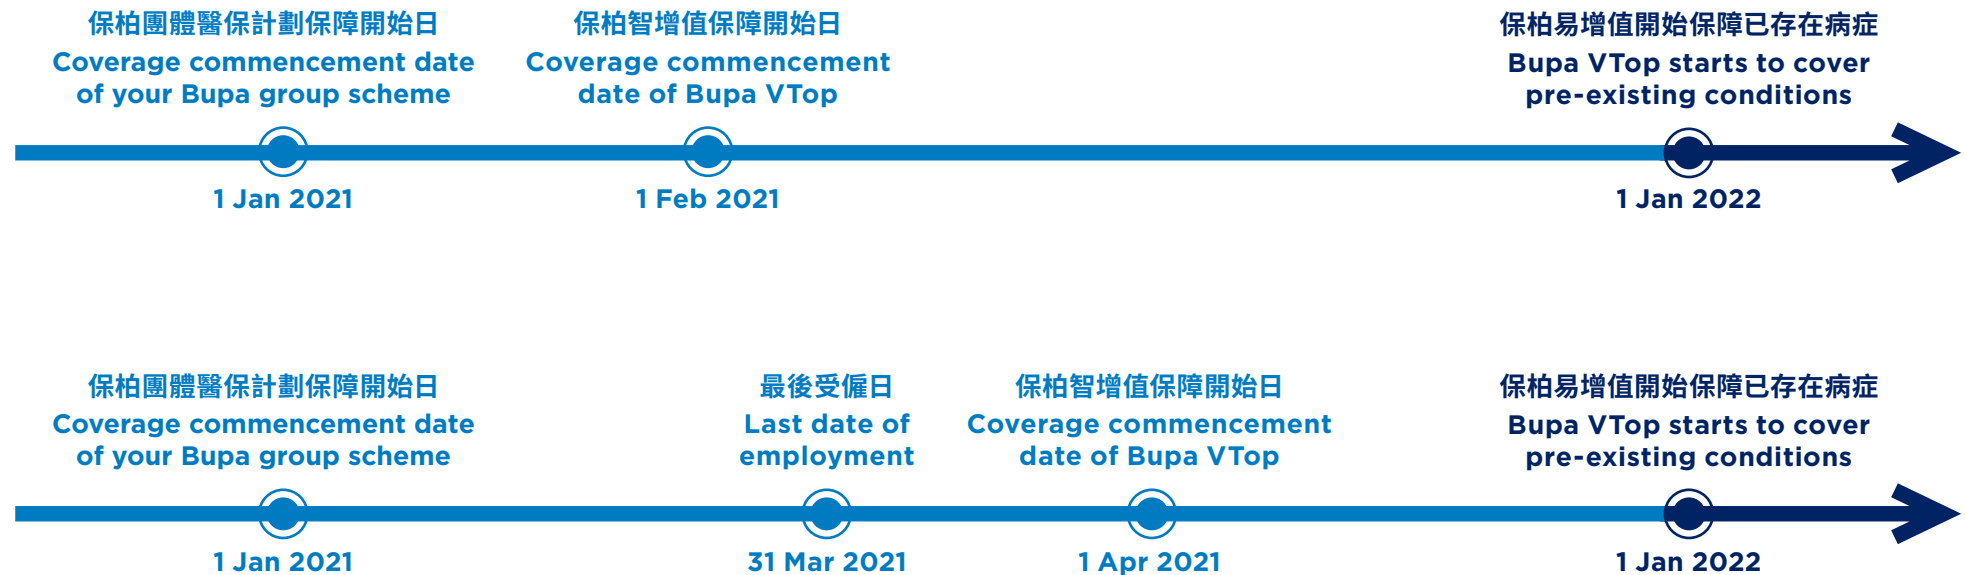 保柏團體醫保計劃保障開始日
Coverage commencement date
of your Bupa group scheme
1 Jan 2021
保柏智增值保障開始日
Coverage commencement
date of Bupa VTop
1 Feb 2021
保柏易增值開始保障已存在病症
Bupa VTop starts to cover
pre-existing conditions
1 Jan 2022
保柏團體醫保計劃保障開始日
Coverage commencement date
of your Bupa group scheme
1 Jan 2021
最後受僱日
Last date of
employment
31 Mar 2021
保柏智增值保障開始日
Coverage commencement
date of Bupa VTop
1 Apr 2021
保柏易增值開始保障已存在病症
Bupa VTop starts to cover
pre-existing conditions
1 Jan 2022